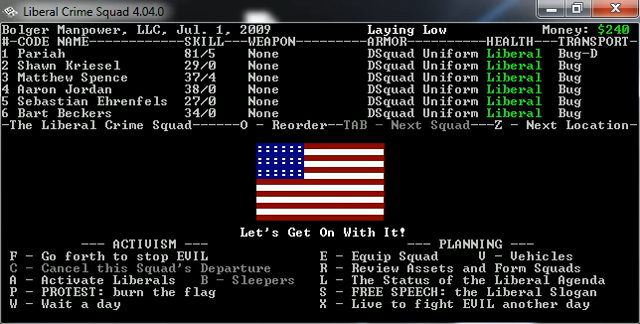 Liberal Crime Squad 4.04.0
Bolger Manpower, LLC, Jul. 1, 2009 Laying Low Money: $240
#-CODE NAME------------SKILL---WEAPON---------ARMOR---------HEALTH---TRANSPORT-
1 Pariah 81/5 None DSquad Uniform Liberal Bug-D
2 Shawn Kriesel 29/0 None DSquad Uniform Liberal Bug
3 Matthew Spence 37/4 None DSquad Uniform Liberal Bug
4 Aaron Jordan 38/0 None DSquad Uniform Liberal Bug
5 Sebastian Ehrenfels 27/0 None DSquad Uniform Liberal Bug
6 Bart Beckers 34/0 None DSquad Uniform Liberal Bug
-The Liberal Crime Squad------O - Reorder--TAB - Next Squad---Z - Next Location-
Let's Get On With It!
--- ACTIVISM --- --- PLANNING ---
F - Go forth to stop EVIL E - Equip Squad V - Vehicles
C - Cancel this Squad's Departure R - Review Assets and Form Squads
A - Activate Liberals B - Sleepers L - The Status of the Liberal Agenda
P - PROTEST: burn the flag S - FREE SPEECH: the Liberal Slogan
W - Wait a day X - Live to fight EVIL another day